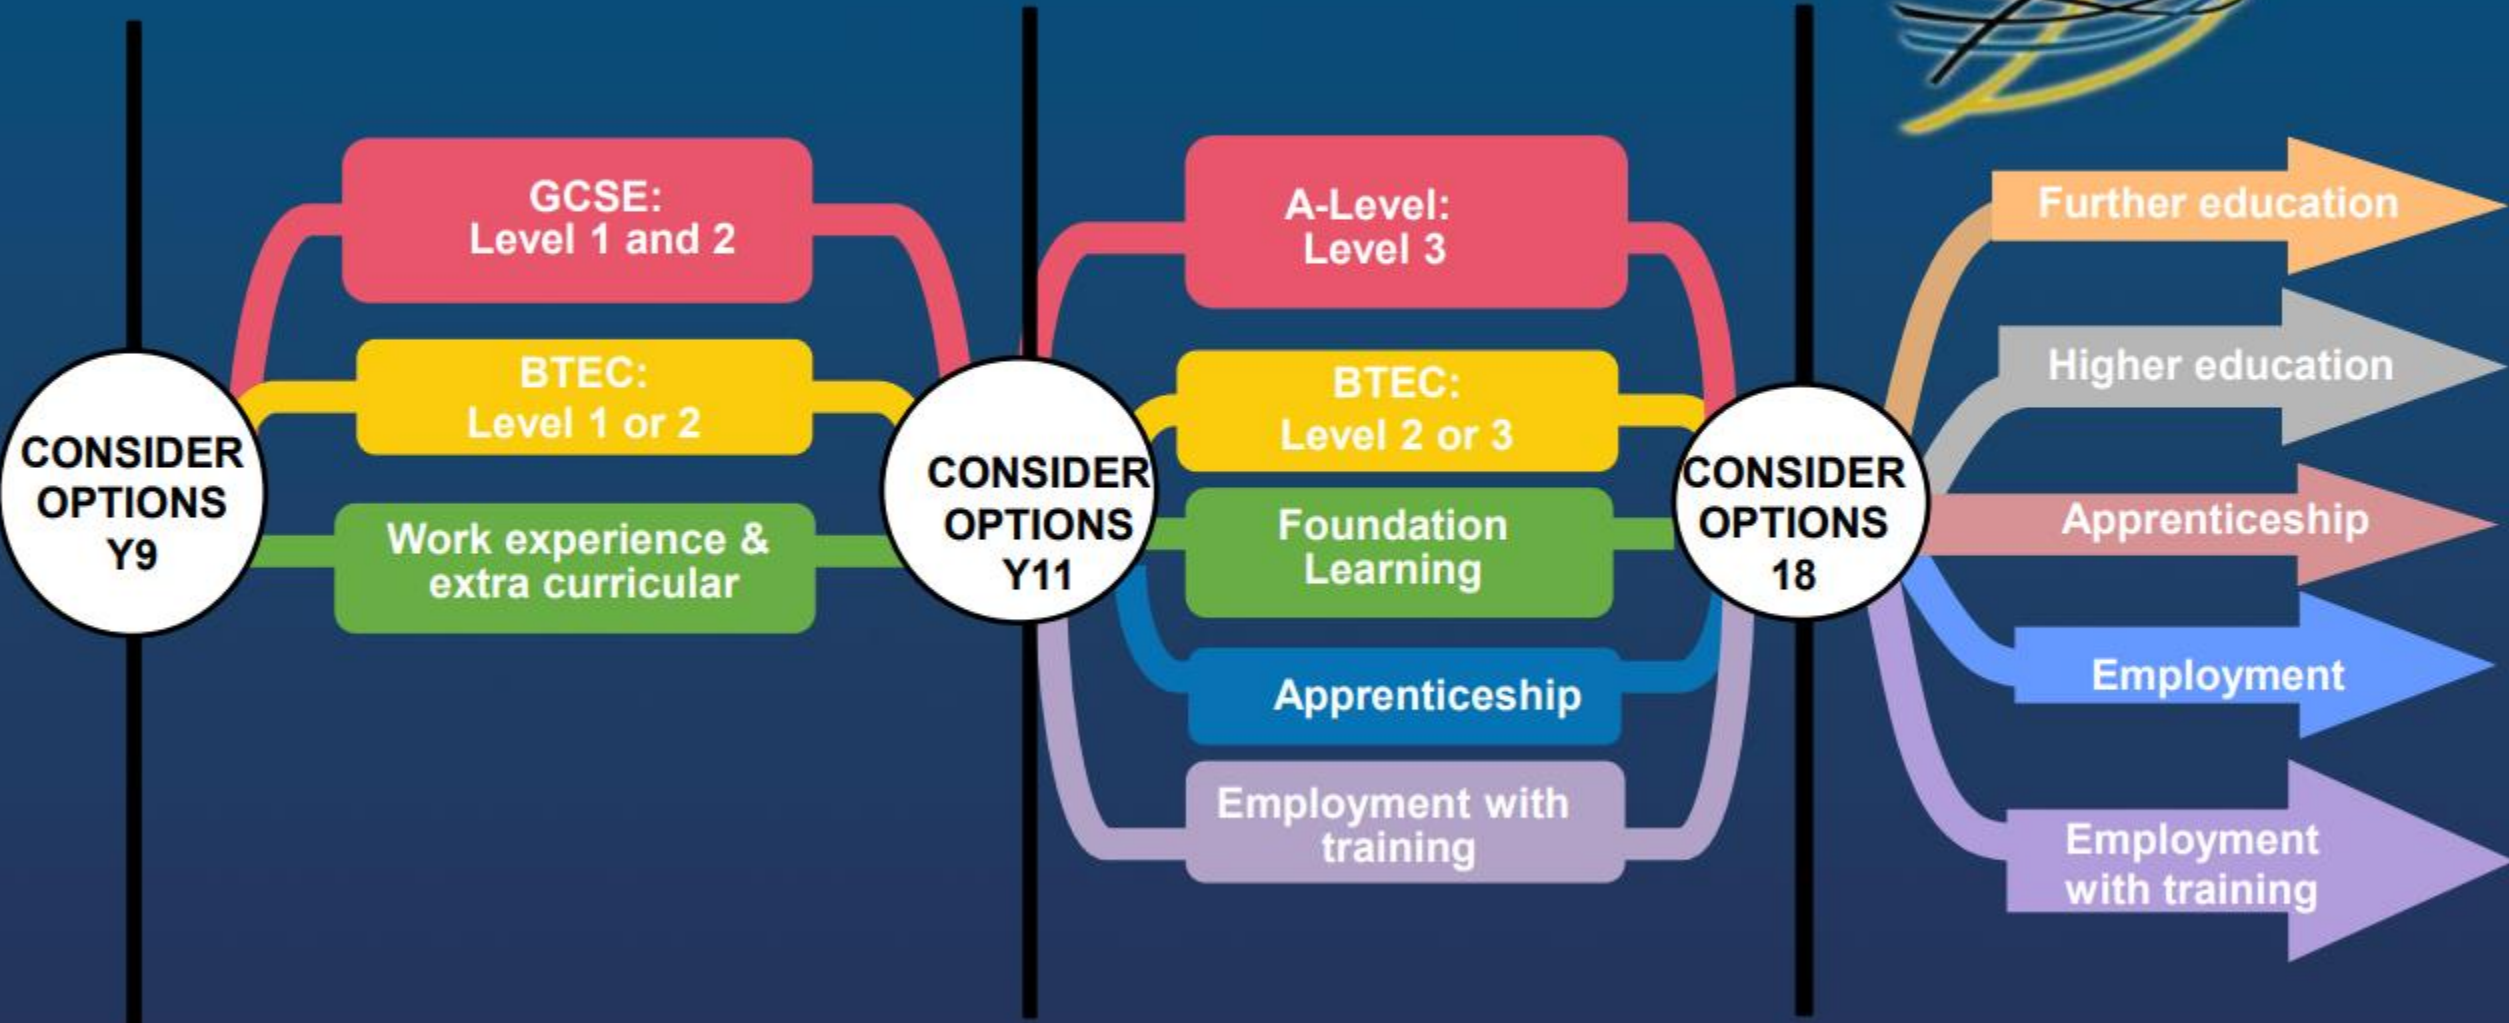 CONSIDER
OPTIONS
Y9
GCSE:
Level 1 and 2
BTEC:
Level 1 or 2
Work experience &
extra curricular
CONSIDER
OPTIONS
Y11
A-Level:
Level 3
BTEC:
Level 2 or 3
Foundation
Learning
Apprenticeship
Employment with
training
CONSIDER
OPTIONS
18
Further education
Higher education
Apprenticeship
Employment
Employment
with training